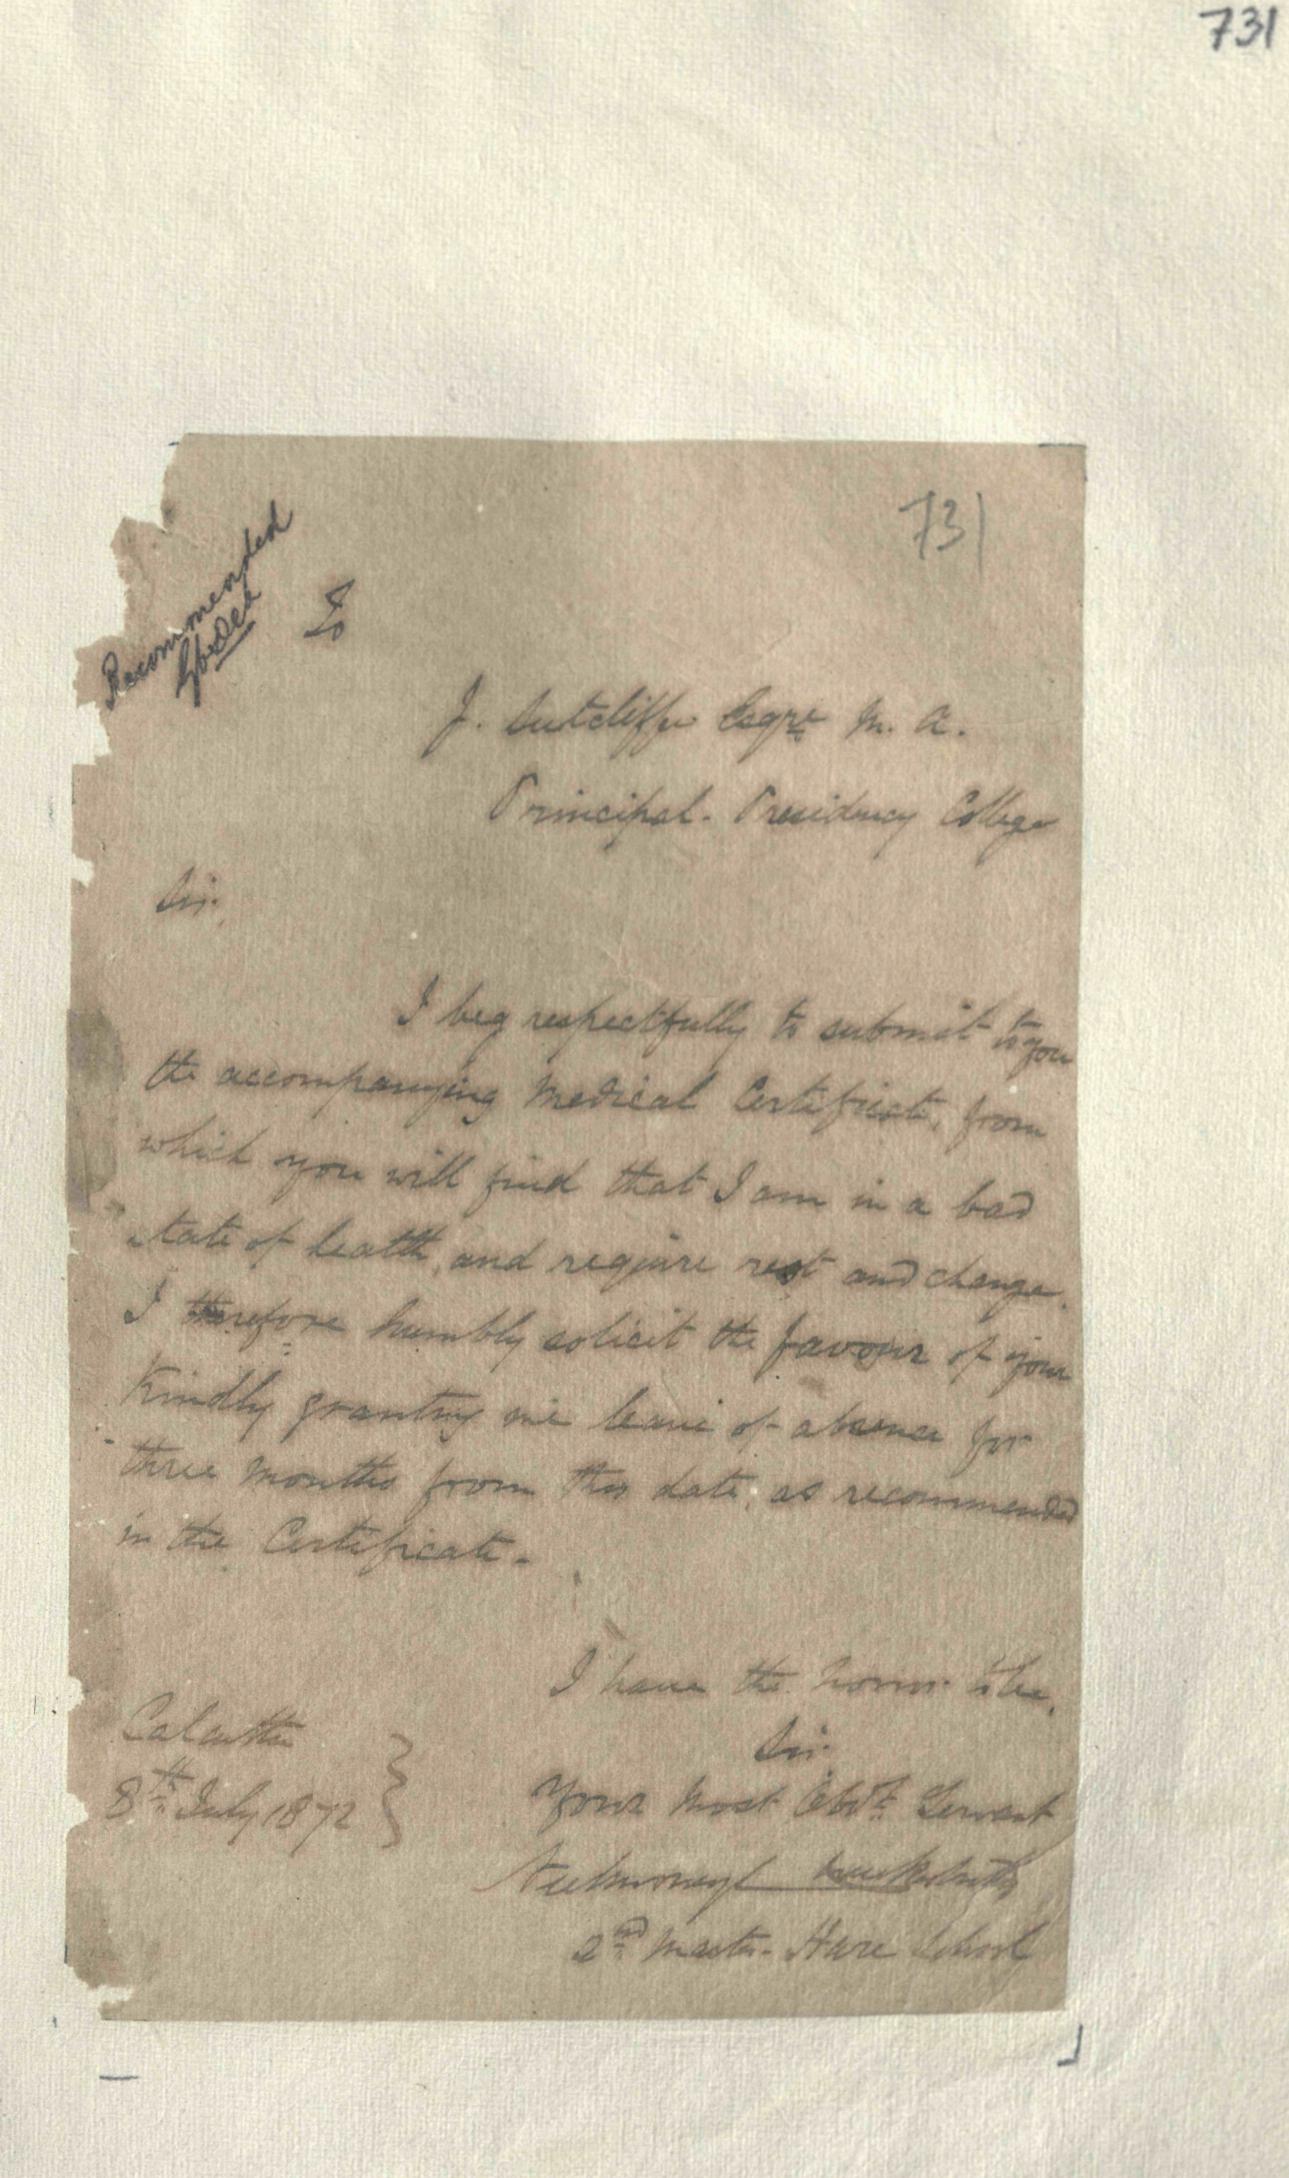 731
731
Recommended
To
J. Sutcliffe Esqre M. A.
Principal. Presidency College
Sir,
I beg respectfully to submit to you
the accompanying Medical Certificate, from
which you will find that I am in a bad
state of health, and require rest and change.
I therefore humbly solicit the favour of your
kindly granting me leave of absence for
three months from this date, as recommended
in the Certificate.
I have the honor to be,
Sir,
Calcutta
8th July 1872
Your most Obdt. Servant
2nd Master. Hare School